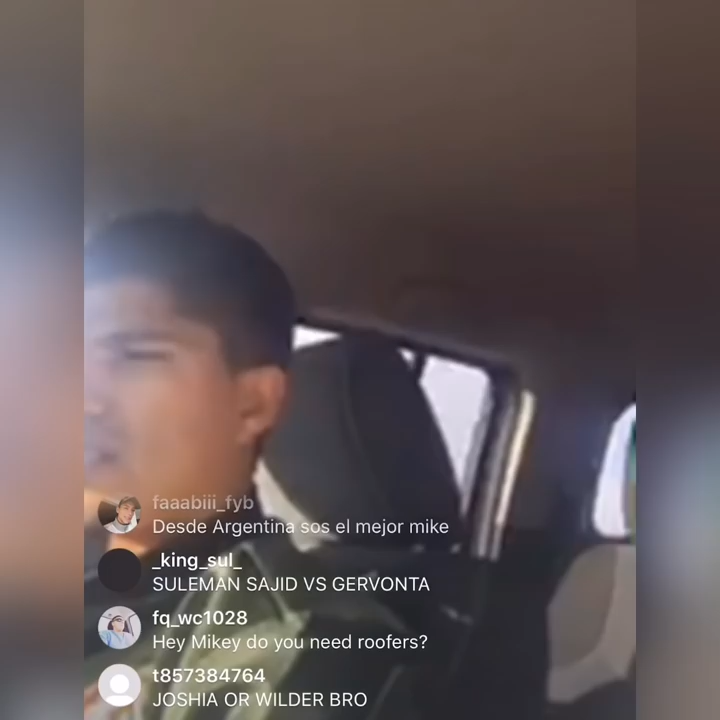 faaabiii_fyb
Desde Argentina sos el mejor mike
_king_sul_
SULEMAN SAJID VS GERVONTA
fq_wc1028
Hey Mikey do you need roofers?
t857384764
JOSHIA OR WILDER BRO